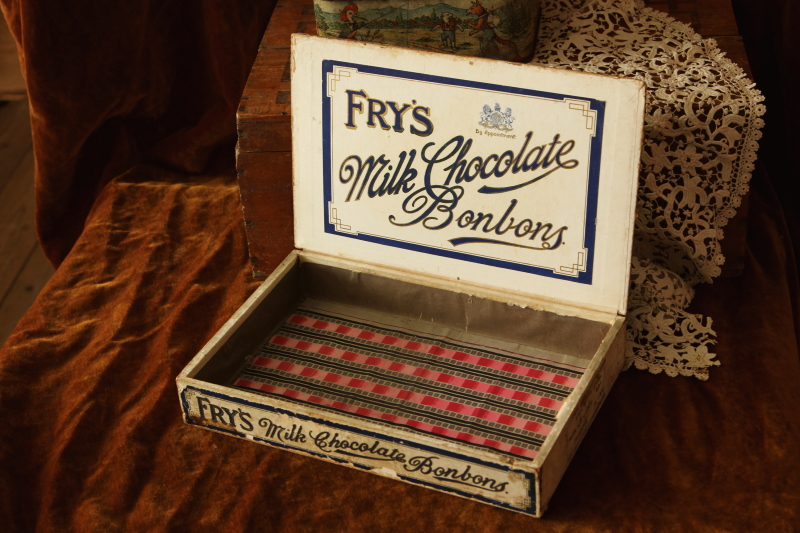 FRY'S
By Appointment
Milk Chocolate
Bonbons.
FRY'S Milk Chocolate Bonbons.